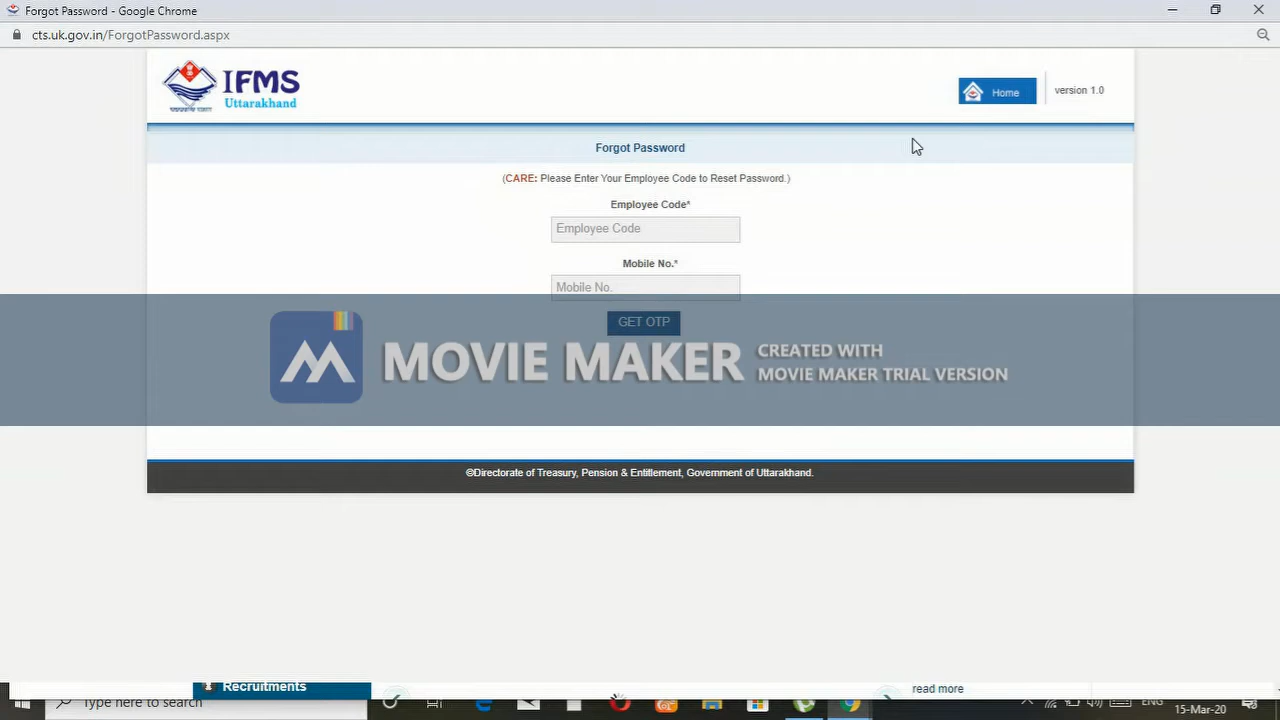 Forgot Password - Google Chrome
cts.uk.gov.in/ForgotPassword.aspx
IFMS
Uttarakhand
Home
version 1.0
Forgot Password
(CARE: Please Enter Your Employee Code to Reset Password.)
Employee Code*
Employee Code
Mobile No.*
Mobile No.
GET OTP
MOVIE MAKER
CREATED WITH
MOVIE MAKER TRIAL VERSION
©Directorate of Treasury, Pension & Entitlement, Government of Uttarakhand.
Recruitments
read more
Type here to search
ENG
15-Mar-20